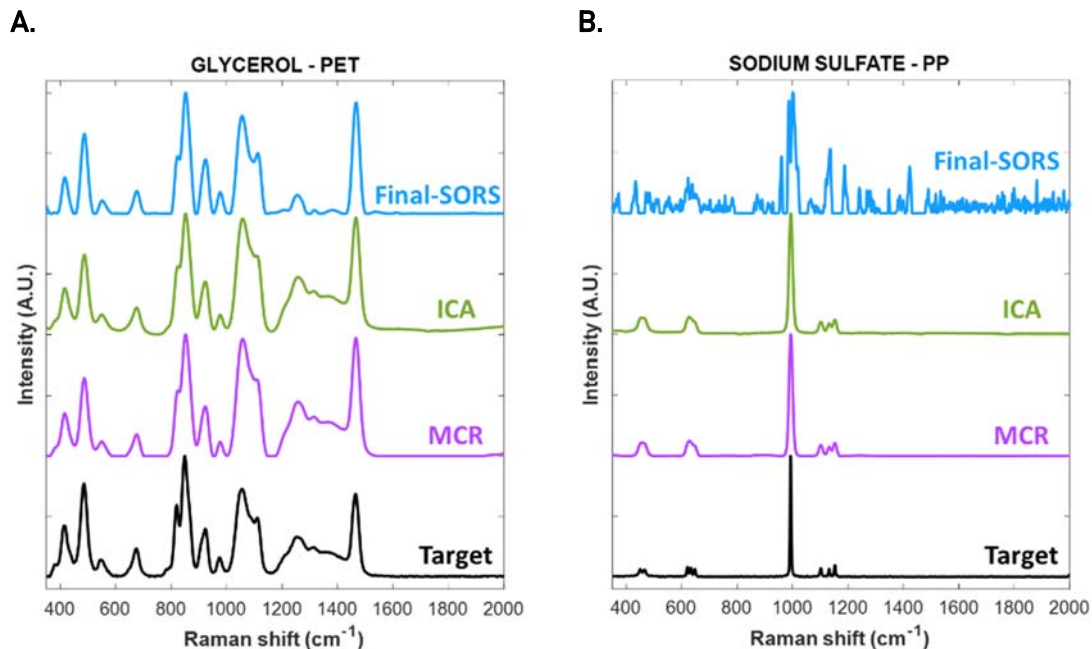 A.
GLYCEROL - PET
Final-SORS
ICA
MCR
Target
Intensity (A.U.)
400 600 800 1000 1200 1400 1600 1800 2000
Raman shift (cm⁻¹)
B.
SODIUM SULFATE - PP
Final-SORS
ICA
MCR
Target
Intensity (A.U.)
400 600 800 1000 1200 1400 1600 1800 2000
Raman shift (cm⁻¹)